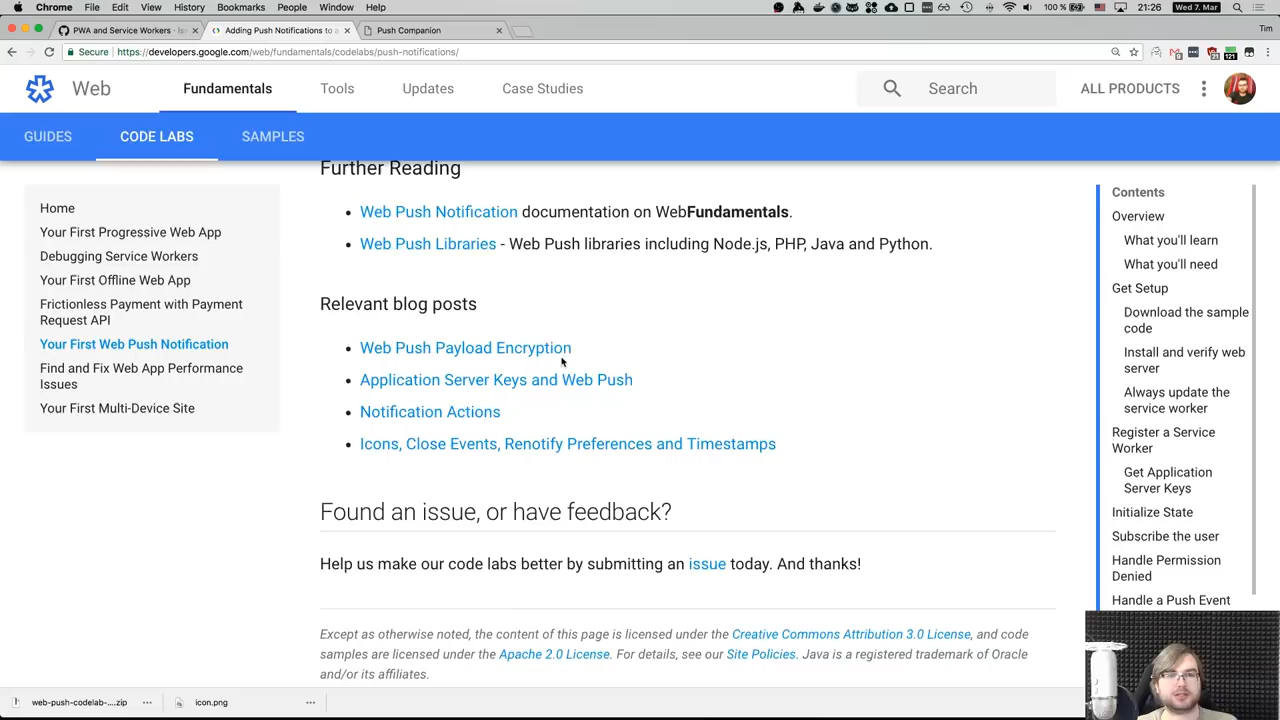 Chrome File Edit View History Bookmarks People Window Help 100 % 21:26 Wed 7. Mar
PWA and Service Workers · Is Adding Push Notifications to a Push Companion Tim
Secure https://developers.google.com/web/fundamentals/codelabs/push-notifications/
Web Fundamentals Tools Updates Case Studies Search ALL PRODUCTS
GUIDES CODE LABS SAMPLES
Home
Your First Progressive Web App
Debugging Service Workers
Your First Offline Web App
Frictionless Payment with Payment
Request API
Your First Web Push Notification
Find and Fix Web App Performance
Issues
Your First Multi-Device Site
Further Reading
• Web Push Notification documentation on WebFundamentals.
• Web Push Libraries - Web Push libraries including Node.js, PHP, Java and Python.
Relevant blog posts
• Web Push Payload Encryption
• Application Server Keys and Web Push
• Notification Actions
• Icons, Close Events, Renotify Preferences and Timestamps
Found an issue, or have feedback?
Help us make our code labs better by submitting an issue today. And thanks!
Except as otherwise noted, the content of this page is licensed under the Creative Commons Attribution 3.0 License, and code
samples are licensed under the Apache 2.0 License. For details, see our Site Policies. Java is a registered trademark of Oracle
and/or its affiliates.
Contents
Overview
What you'll learn
What you'll need
Get Setup
Download the sample
code
Install and verify web
server
Always update the
service worker
Register a Service
Worker
Get Application
Server Keys
Initialize State
Subscribe the user
Handle Permission
Denied
Handle a Push Event
web-push-codelab-....zip icon.png